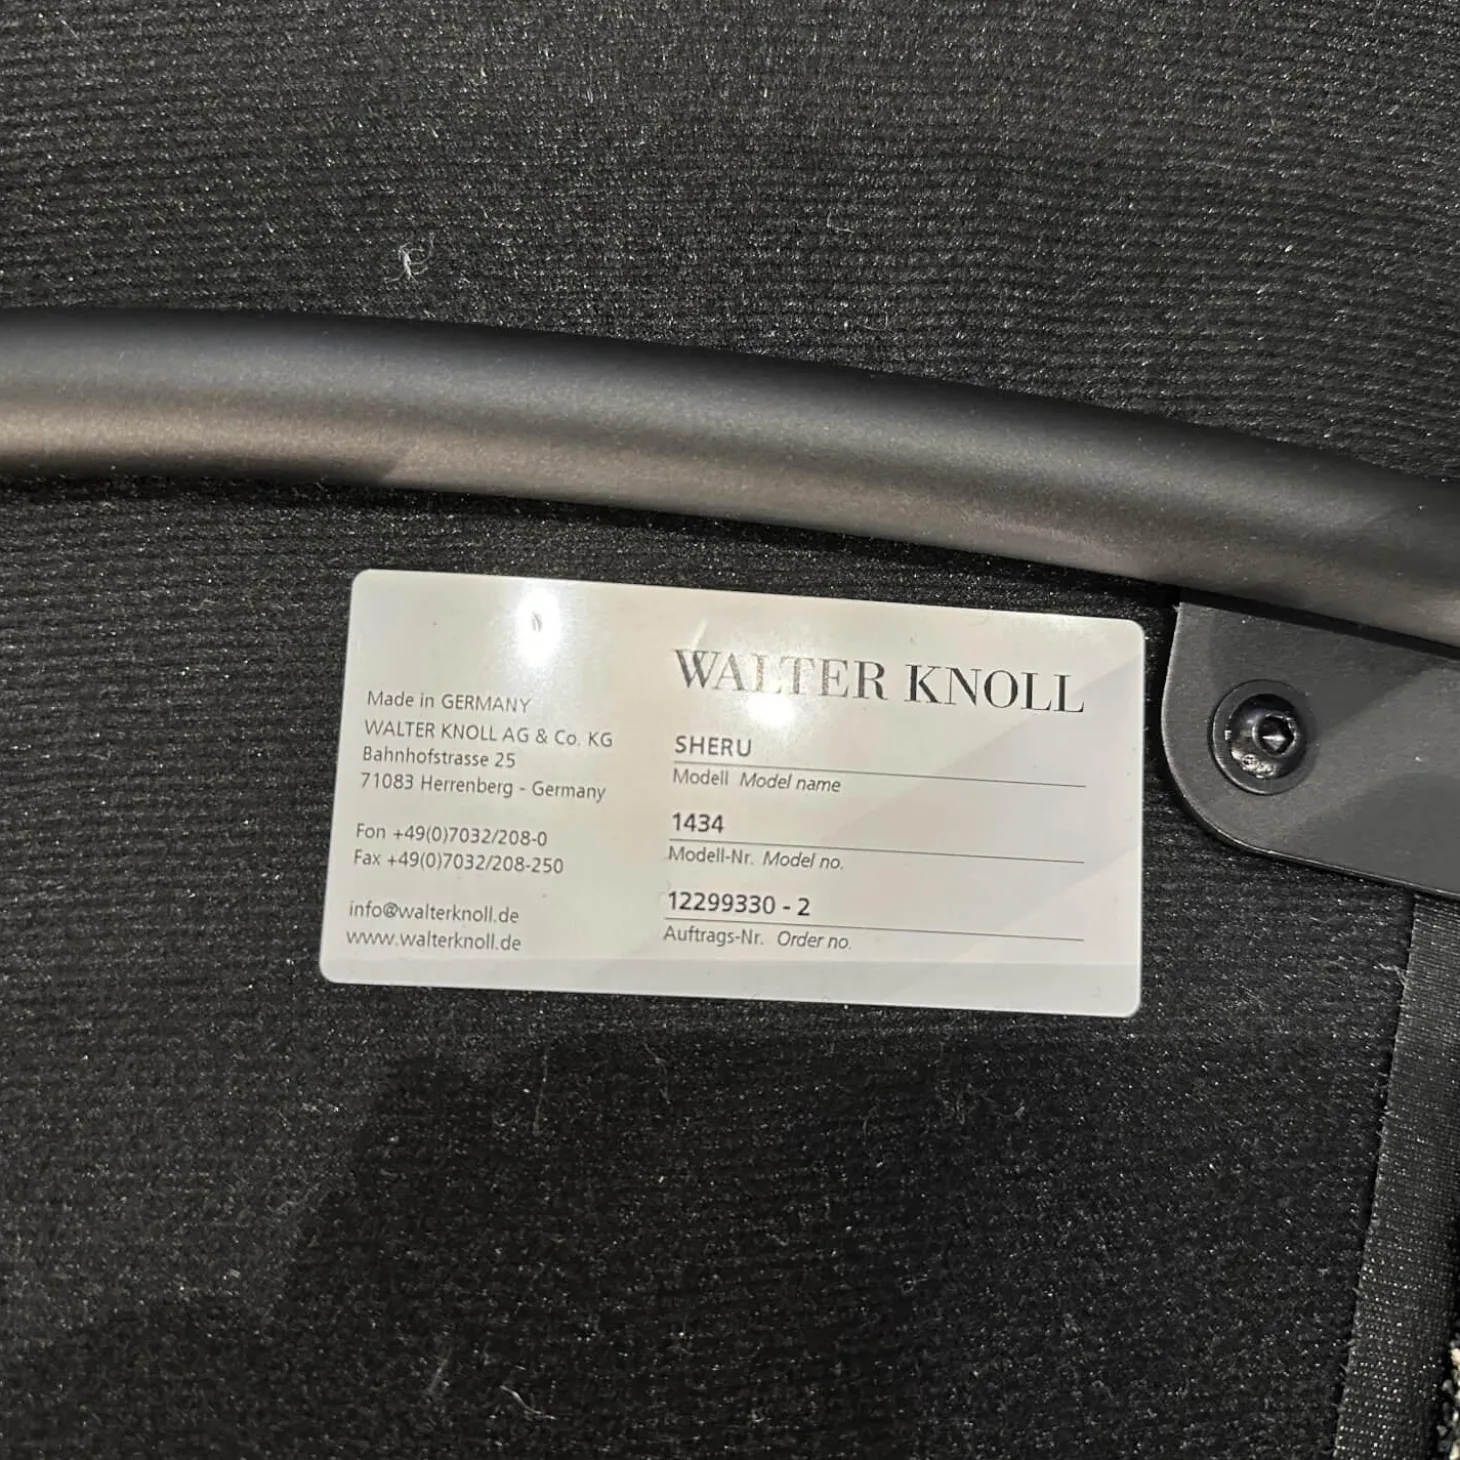 Made in GERMANY
WALTER KNOLL AG & Co. KG
Bahnhofstrasse 25
71083 Herrenberg - Germany
Fon +49(0)7032/208-0
Fax +49(0)7032/208-250
info@walterknoll.de
www.walterknoll.de
WALTER KNOLL
SHERU
Modell Model name
1434
Modell-Nr. Model no.
12299330 - 2
Auftrags-Nr. Order no.